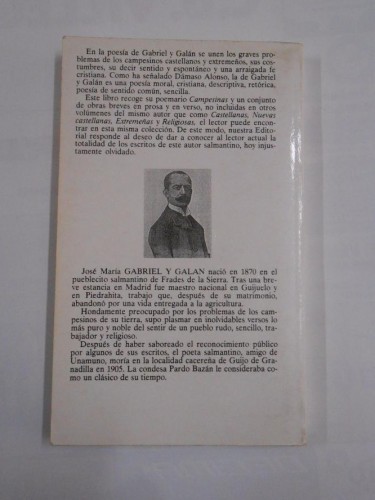 En la poesía de Gabriel y Galán se unen los graves pro-
blemas de los campesinos castellanos y extremeños, sus cos-
tumbres, su decir sentido y espontáneo y una arraigada fe
cristiana. Como ha señalado Dámaso Alonso, la de Gabriel
y Galán es una poesía moral, cristiana, descriptiva, retórica,
poesía de sentido común, sencilla.
Este libro recoge su poemario Campesinas y un conjunto
de obras breves en prosa y en verso, no incluidas en otros
volúmenes del mismo autor que como Castellanas, Nuevas
castellanas, Extremeñas y Religiosas, el lector puede encon-
trar en esta misma colección. De este modo, nuestra Edito-
rial responde al deseo de dar a conocer al lector actual la
totalidad de los escritos de este autor salmantino, hoy injus-
tamente olvidado.
José María GABRIEL Y GALAN nació en 1870 en el
pueblecito salmantino de Frades de la Sierra. Tras una bre-
ve estancia en Madrid fue maestro nacional en Guijuelo y
en Piedrahita, trabajo que, después de su matrimonio,
abandonó por una vida entregada a la agricultura.
Hondamente preocupado por los problemas de los cam-
pesinos de su tierra, supo plasmar en inolvidables versos lo
más puro y noble del sentir de un pueblo rudo, sencillo, tra-
bajador y religioso.
Después de haber saboreado el reconocimiento público
por algunos de sus escritos, el poeta salmantino, amigo de
Unamuno, moría en la localidad cacereña de Guijo de Gra-
nadilla en 1905. La condesa Pardo Bazán le consideraba co-
mo un clásico de su tiempo.